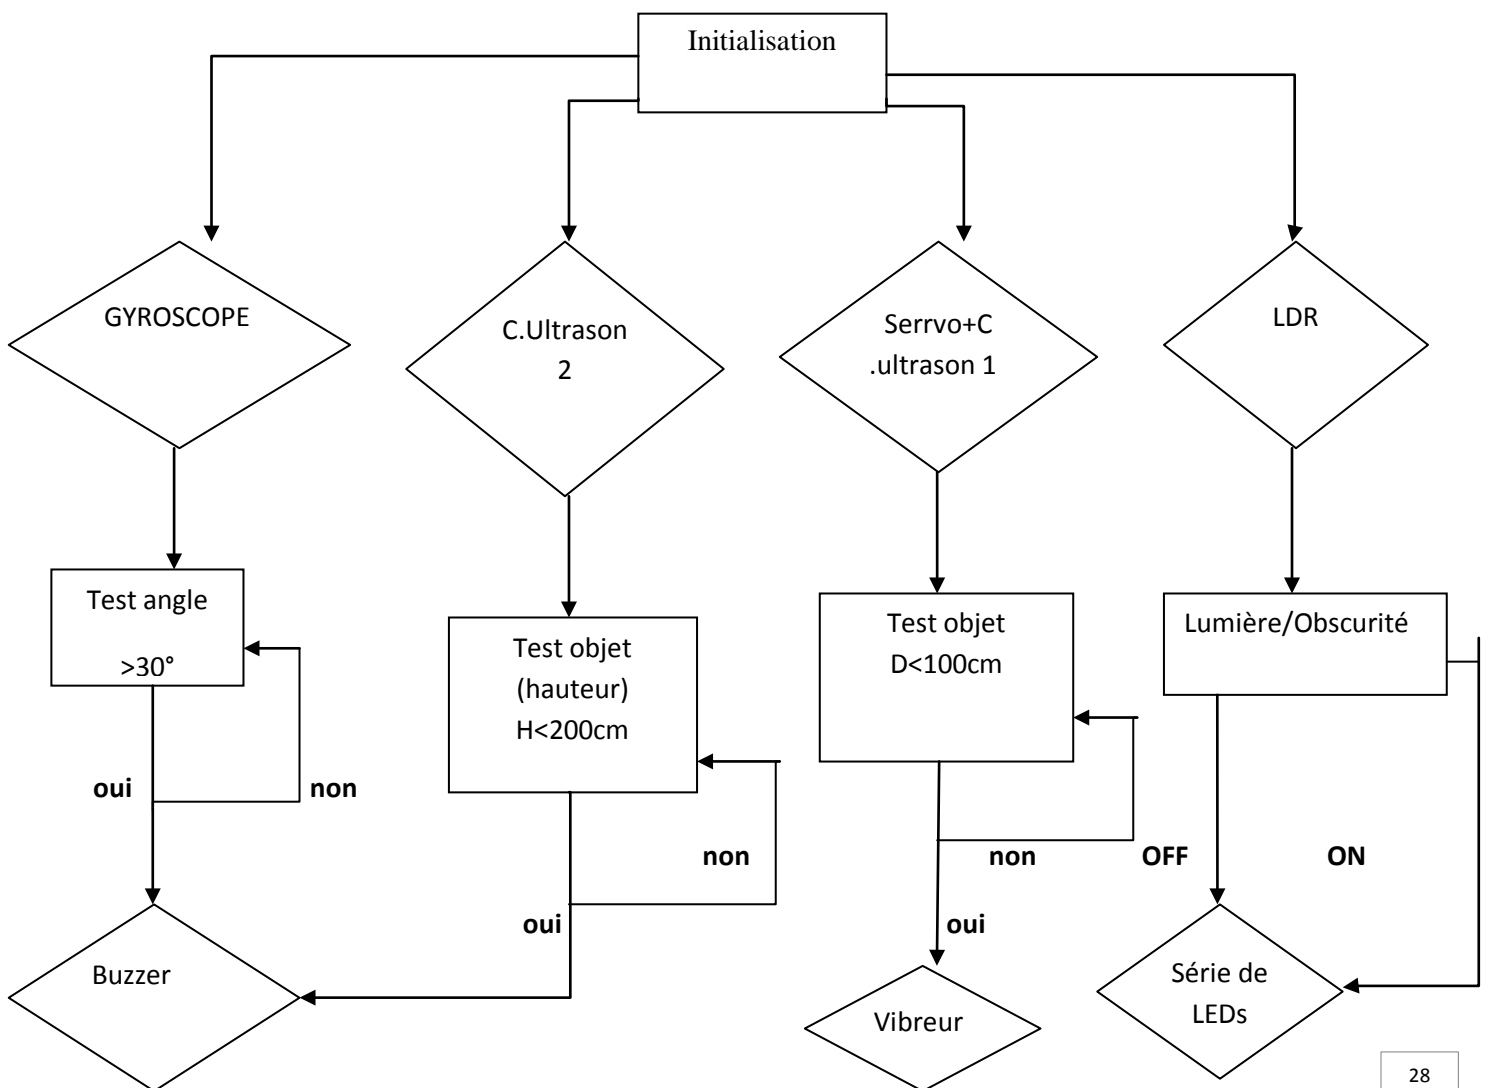 Initialisation
GYROSCOPE
C.Ultrason
2
Serrvo+C
.ultrason 1
LDR
Test angle
>30°
Test objet
(hauteur)
H<200cm
Test objet
D<100cm
Lumière/Obscurité
oui
non
non
oui
non
oui
OFF
ON
Buzzer
Vibreur
Série de
LEDs
28